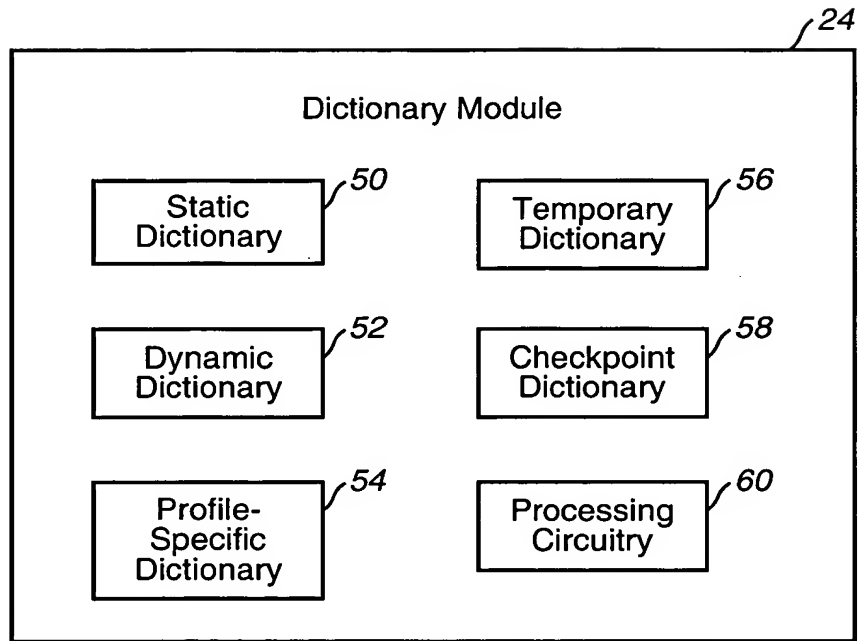 24
Dictionary Module
50
Static
Dictionary
56
Temporary
Dictionary
52
Dynamic
Dictionary
58
Checkpoint
Dictionary
54
Profile-
Specific
Dictionary
60
Processing
Circuitry